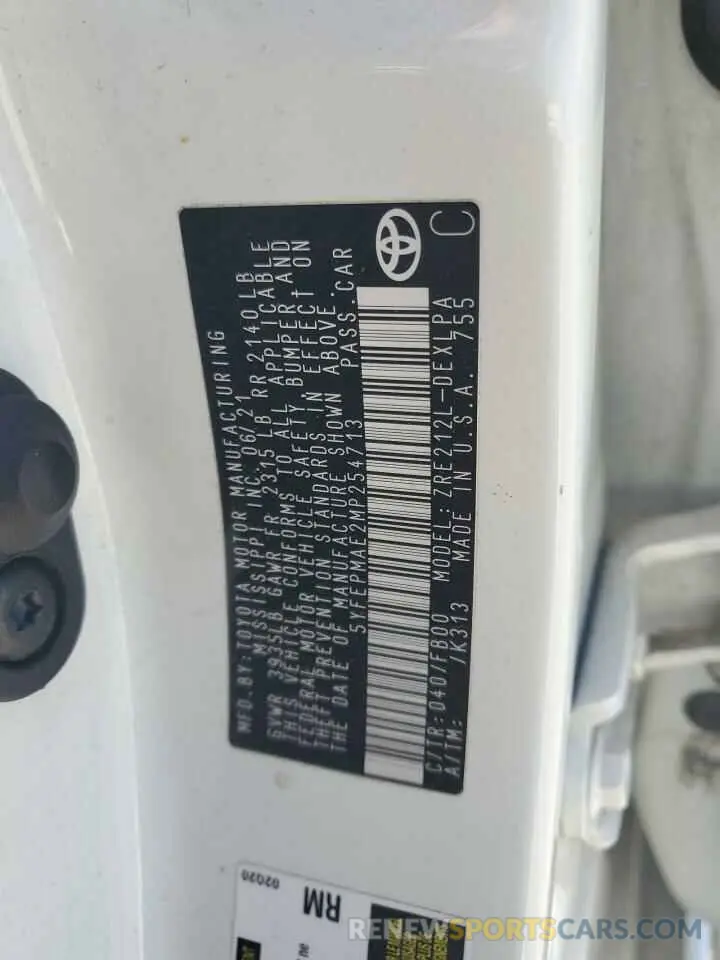 MFD. BY: TOYOTA MOTOR MANUFACTURING
MISSISSIPPI INC. 06/21
GVWR 3935LB GAWR FR 2315LB RR 2140LB
THIS VEHICLE CONFORMS TO ALL APPLICABLE
FEDERAL MOTOR VEHICLE SAFETY, BUMPER AND
THEFT PREVENTION STANDARDS IN EFFECT ON
THE DATE OF MANUFACTURE SHOWN ABOVE.
5YFEPMAE2MP254713 PASS.CAR
C/TR: 040/FB00 MODEL: ZRE212L-DEXLPA
A/TM: /K313 MADE IN U.S.A. 755
C
02020
RM
RENEWSPORTSCARS.COM